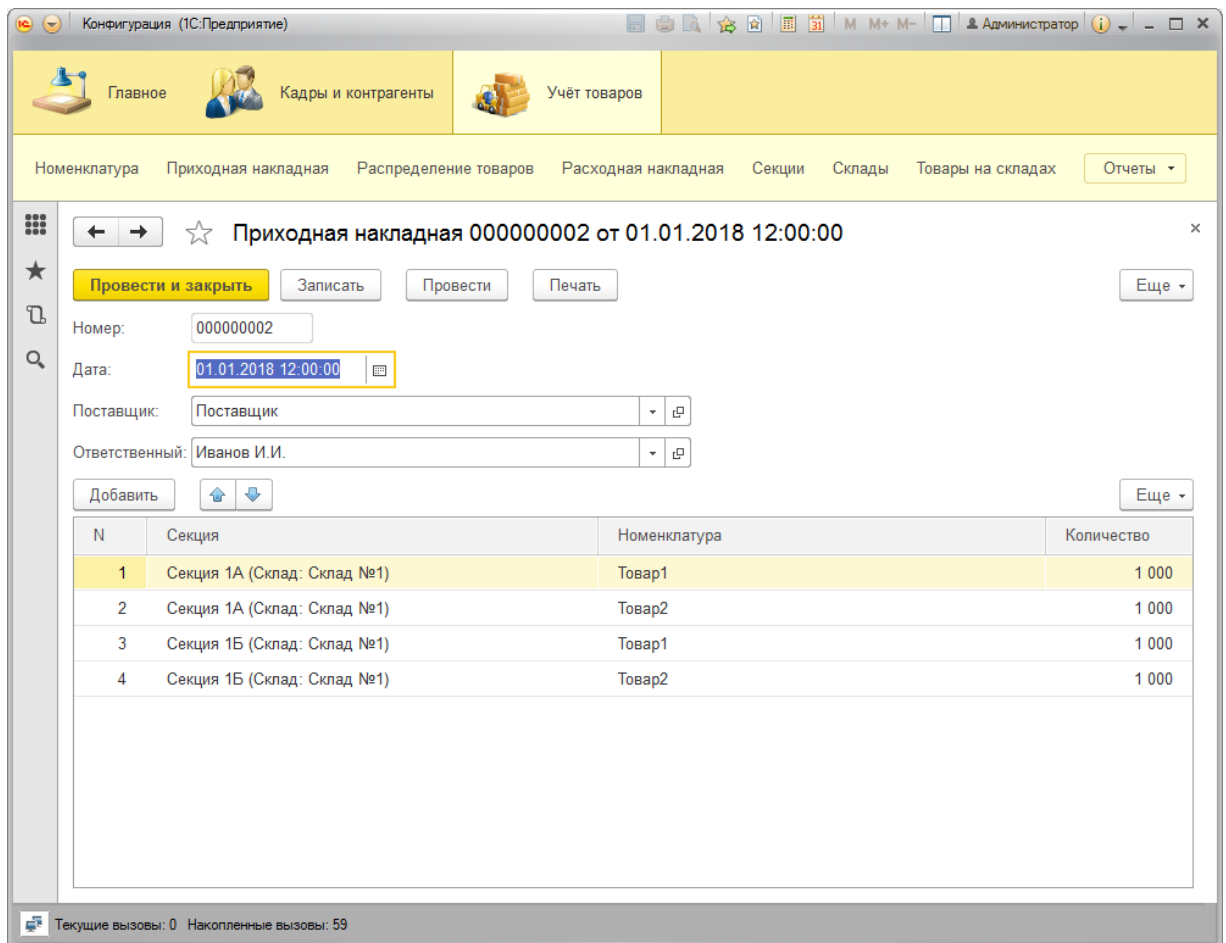 Конфигурация (1С:Предприятие) 31 M M+ M- Администратор
Главное Кадры и контрагенты Учёт товаров
Номенклатура Приходная накладная Распределение товаров Расходная накладная Секции Склады Товары на складах Отчеты
Приходная накладная 000000002 от 01.01.2018 12:00:00
Провести и закрыть Записать Провести Печать Еще
Номер: 000000002
Дата: 01.01.2018 12:00:00
Поставщик: Поставщик
Ответственный: Иванов И.И.
Добавить Еще
N Секция Номенклатура Количество
1 Секция 1А (Склад: Склад №1) Товар1 1 000
2 Секция 1А (Склад: Склад №1) Товар2 1 000
3 Секция 1Б (Склад: Склад №1) Товар1 1 000
4 Секция 1Б (Склад: Склад №1) Товар2 1 000
Текущие вызовы: 0 Накопленные вызовы: 59